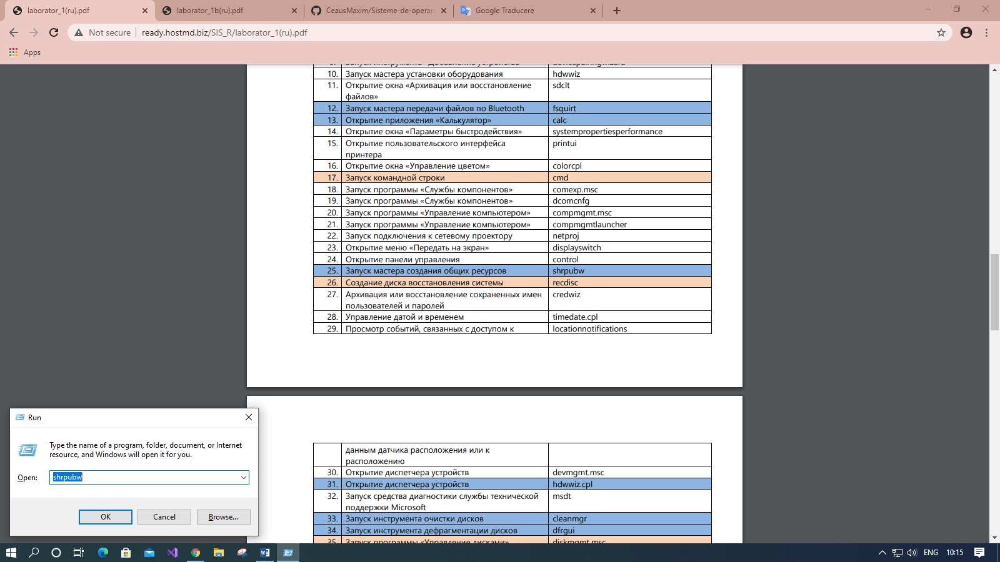 laborator_1(ru).pdf
laborator_1b(ru).pdf
CeausMaxim/Sisteme-de-operare
Google Traducere
Not secure
ready.hostmd.biz/SIS_R/laborator_1(ru).pdf
Apps
10. Запуск мастера установки оборудования hdwwiz
11. Открытие окна «Архивация или восстановление sdclt
файлов»
12. Запуск мастера передачи файлов по Bluetooth fsquirt
13. Открытие приложения «Калькулятор» calc
14. Открытие окна «Параметры быстродействия» systempropertiesperformance
15. Открытие пользовательского интерфейса printui
принтера
16. Открытие окна «Управление цветом» colorcpl
17. Запуск командной строки cmd
18. Запуск программы «Службы компонентов» comexp.msc
19. Запуск программы «Службы компонентов» dcomcnfg
20. Запуск программы «Управление компьютером» compmgmt.msc
21. Запуск программы «Управление компьютером» compmgmtlauncher
22. Запуск подключения к сетевому проектору netproj
23. Открытие меню «Передать на экран» displayswitch
24. Открытие панели управления control
25. Запуск мастера создания общих ресурсов shrpubw
26. Создание диска восстановления системы recdisc
27. Архивация или восстановление сохраненных имен credwiz
пользователей и паролей
28. Управление датой и временем timedate.cpl
29. Просмотр событий, связанных с доступом к locationnotifications
данным датчика расположения или к
расположению
30. Открытие диспетчера устройств devmgmt.msc
31. Открытие диспетчера устройств hdwwiz.cpl
32. Запуск средства диагностики службы технической msdt
поддержки Microsoft
33. Запуск инструмента очистки дисков cleanmgr
34. Запуск инструмента дефрагментации дисков dfrgui
35. Запуск программы «Управление дисками» diskmgmt.msc
Run
Type the name of a program, folder, document, or Internet
resource, and Windows will open it for you.
Open: shrpubw
OK Cancel Browse...
ENG 10:15